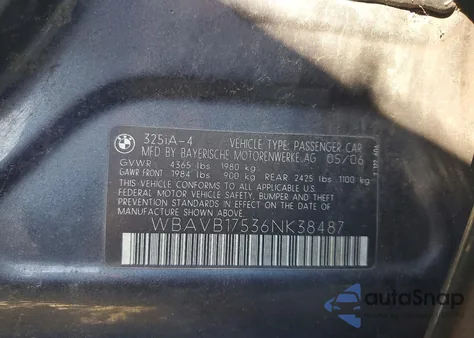 325iA-4 VEHICLE TYPE: PASSENGER CAR
MFD BY BAYERISCHE MOTORENWERKE AG 05/06
GVWR 4365 lbs 1980 kg
GAWR FRONT 1984 lbs 900 kg REAR 2425 lbs 1100 kg
THIS VEHICLE CONFORMS TO ALL APPLICABLE U.S.
FEDERAL MOTOR VEHICLE SAFETY, BUMPER AND
THEFT PREVENTION STANDARDS IN EFFECT ON
THE DATE OF MANUFACTURE SHOWN ABOVE.
WBAVB17536NK38487
autoSnap